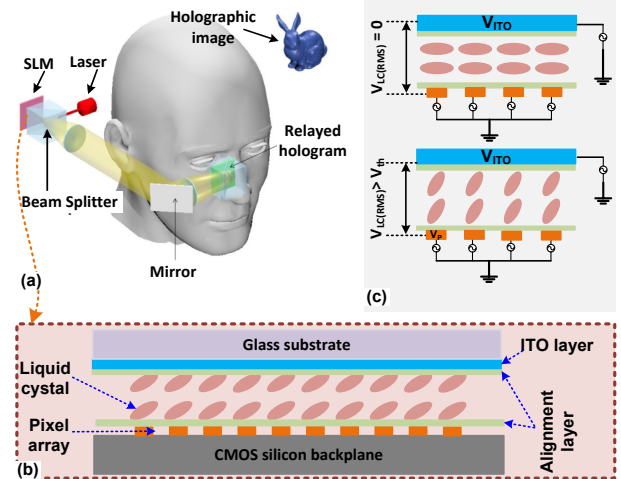 (a)
Holographic
image
SLM
Laser
Relayed
hologram
Beam Splitter
Mirror
(c)
V_ITO
V_LC(RMS) = 0
V_ITO
V_LC(RMS)> V_th
V_P
(b)
Glass substrate
ITO layer
Liquid
cystal
Pixel
array
Alignment
layer
CMOS silicon backplane